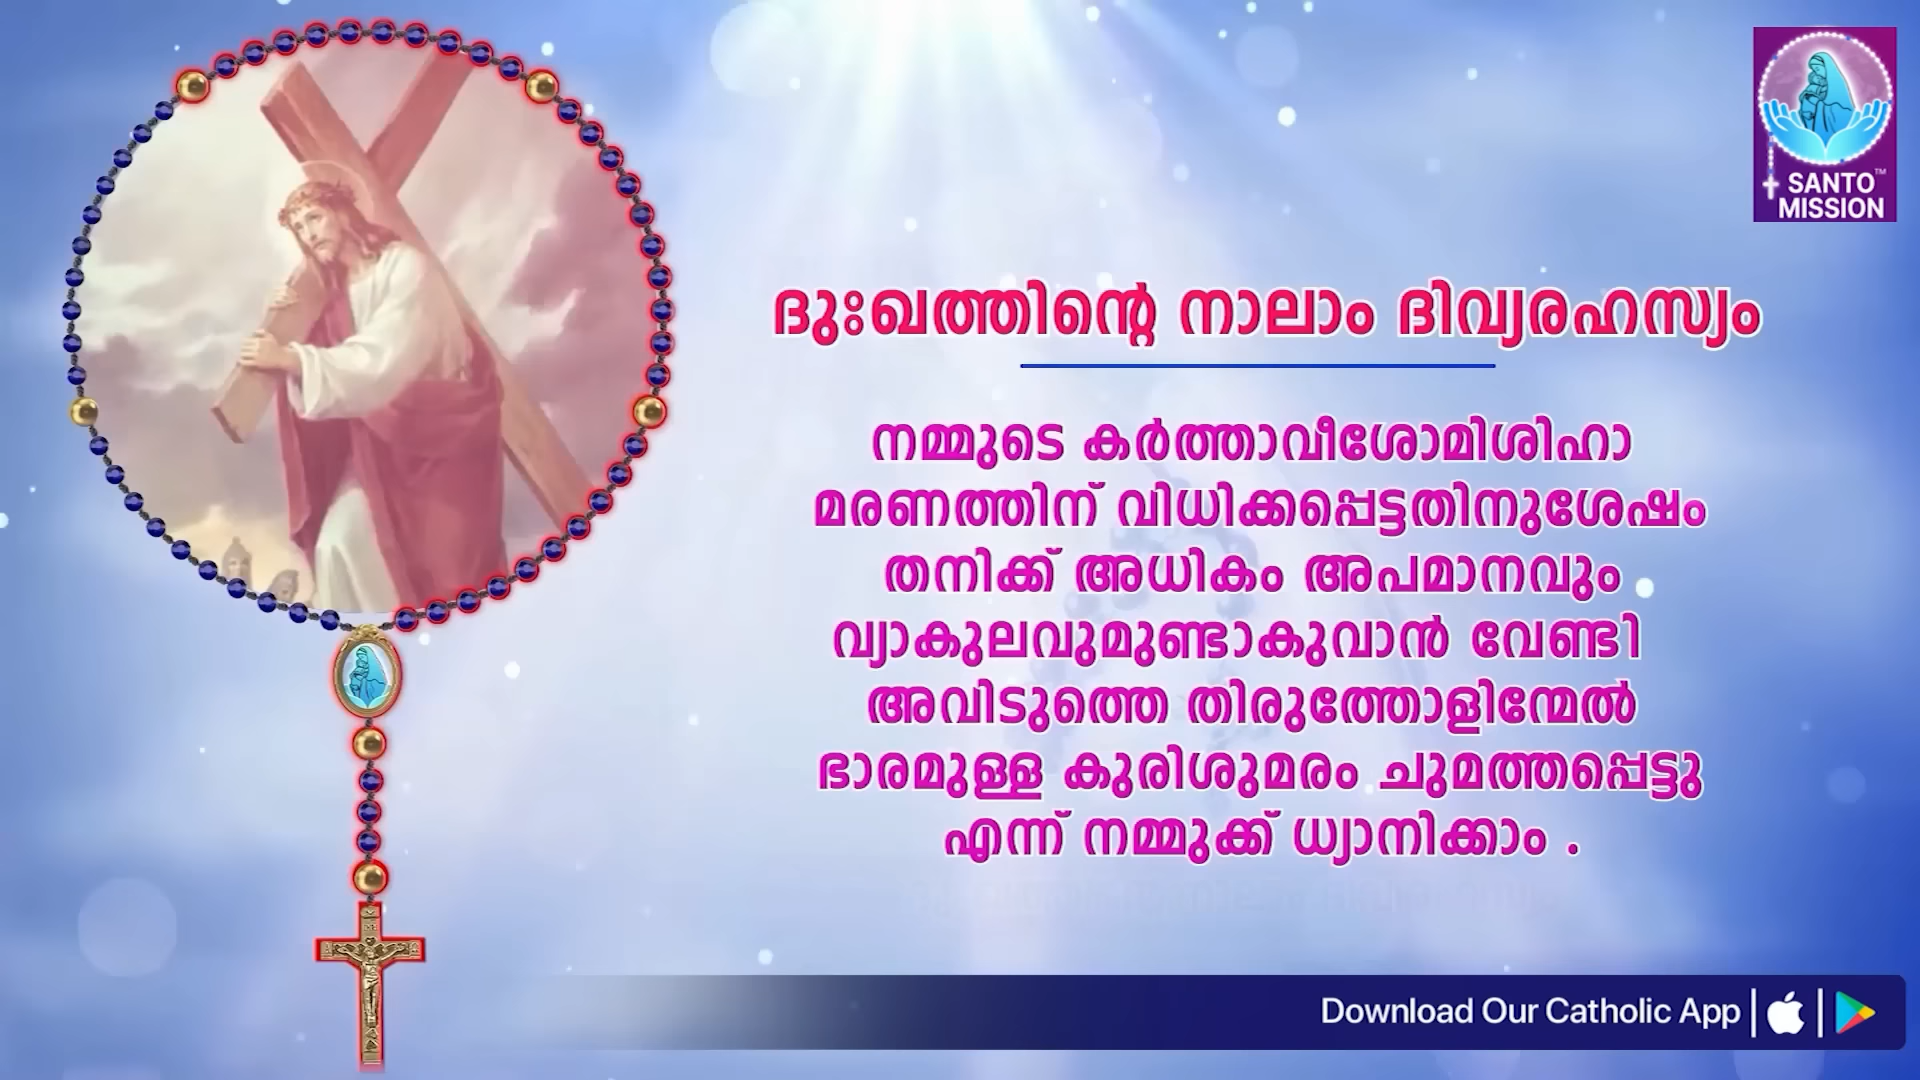 SANTO™
MISSION
ദുഃഖത്തിന്റെ നാലാം ദിവ്യരഹസ്യം
നമ്മുടെ കർത്താവീശോമിശിഹാ
മരണത്തിന് വിധിക്കപ്പെട്ടതിനുശേഷം
തനിക്ക് അധികം അപമാനവും
വ്യാകുലവുമുണ്ടാകുവാൻ വേണ്ടി
അവിടുത്തെ തിരുത്തോളിന്മേൽ
ഭാരമുള്ള കുരിശുമരം ചുമത്തപ്പെട്ടു
എന്ന് നമ്മുക്ക് ധ്യാനിക്കാം .
Download Our Catholic App